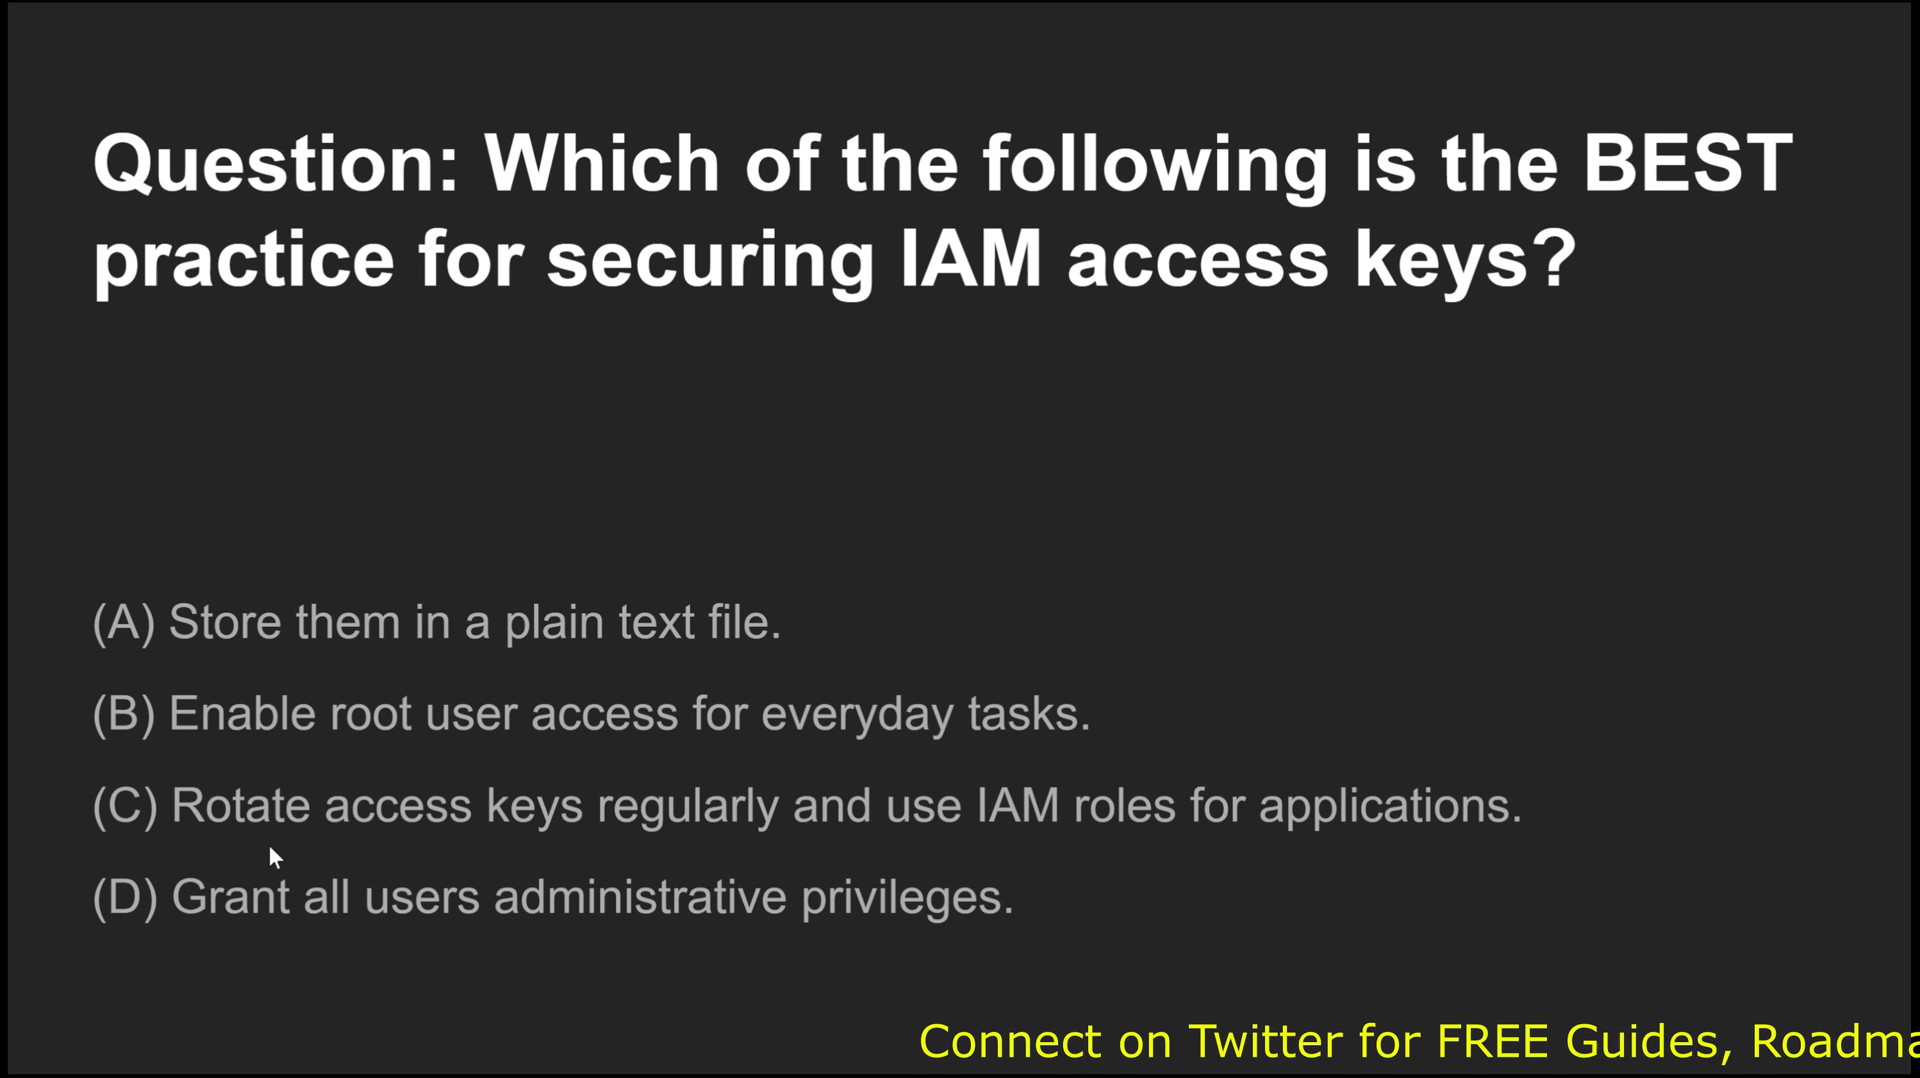 Question: Which of the following is the BEST
practice for securing IAM access keys?
(A) Store them in a plain text file.
(B) Enable root user access for everyday tasks.
(C) Rotate access keys regularly and use IAM roles for applications.
(D) Grant all users administrative privileges.
Connect on Twitter for FREE Guides, Roadma